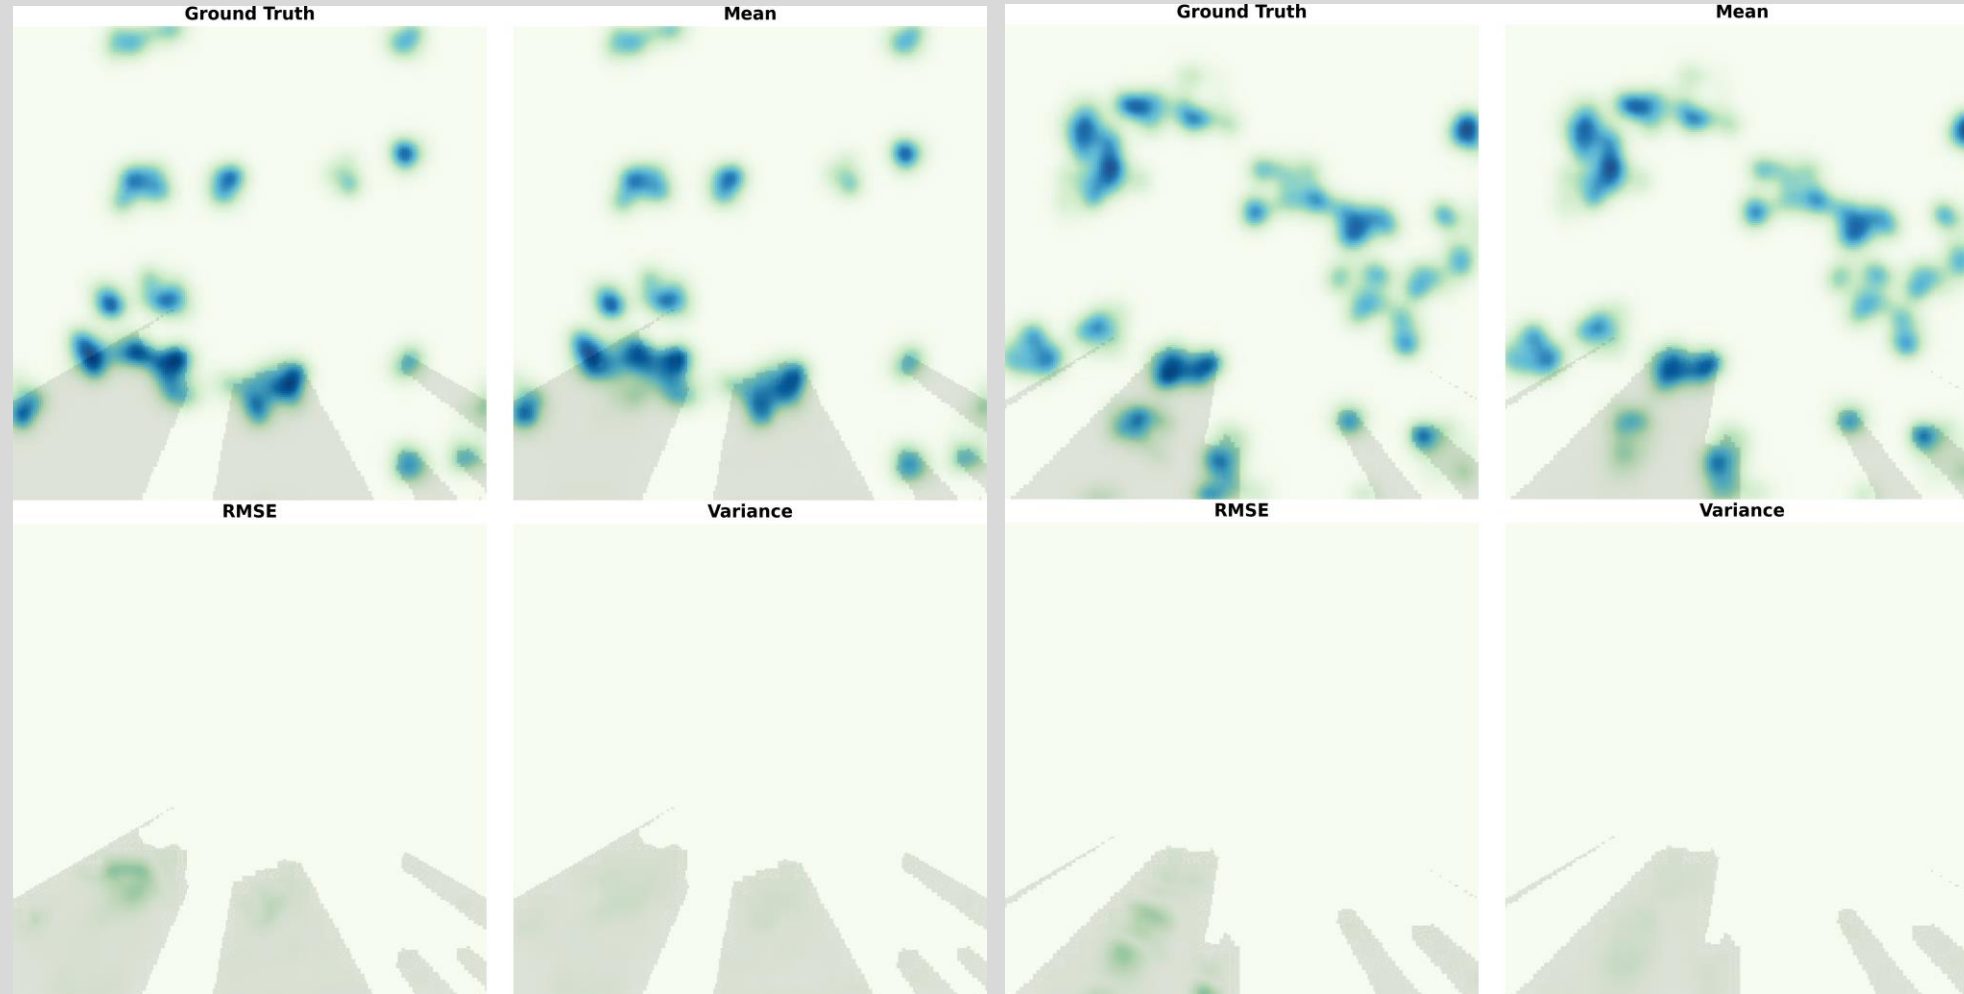 Ground Truth
Mean
Ground Truth
Mean
RMSE
Variance
RMSE
Variance